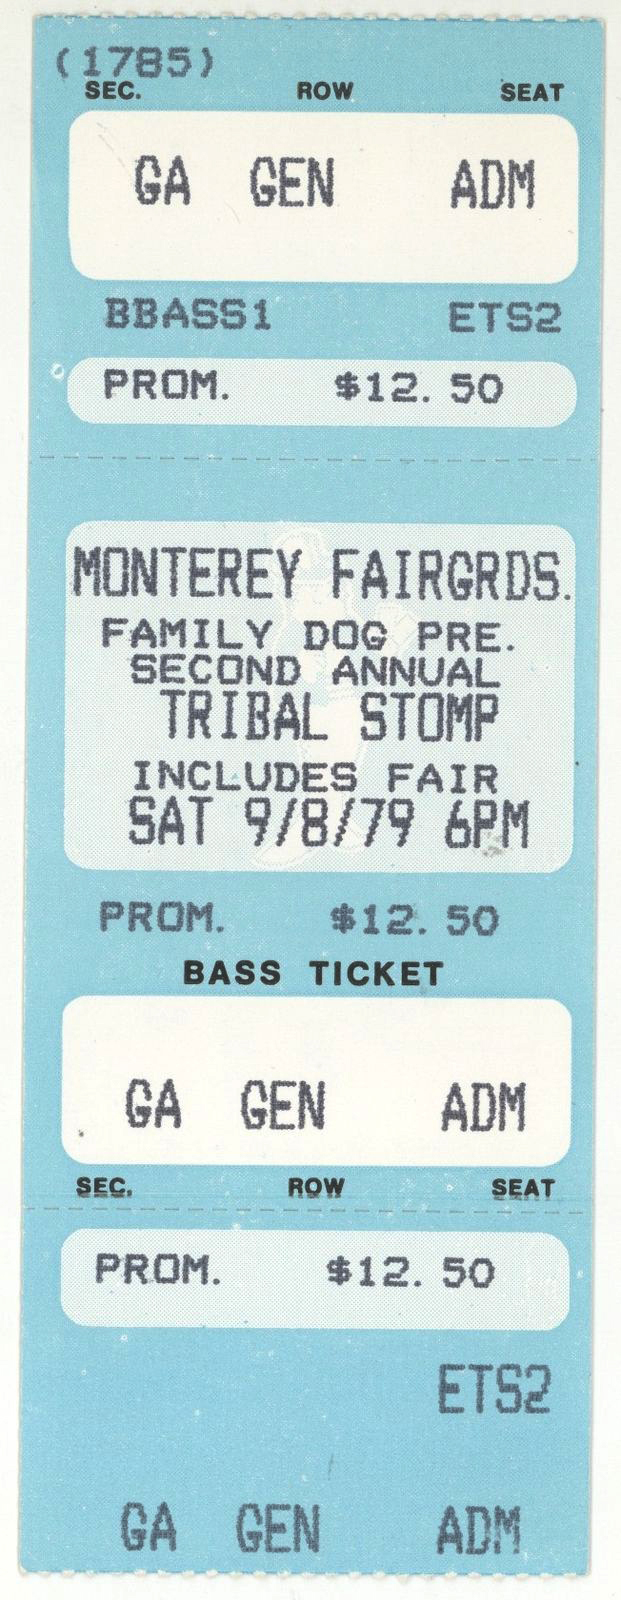 (1785)
SEC. ROW SEAT
GA GEN ADM
BBASS1 ETS2
PROM. $12.50
MONTEREY FAIRGRDS.
FAMILY DOG PRE.
SECOND ANNUAL
TRIBAL STOMP
INCLUDES FAIR
SAT 9/8/79 6PM
PROM. $12.50
BASS TICKET
GA GEN ADM
SEC. ROW SEAT
PROM. $12.50
ETS2
GA GEN ADM